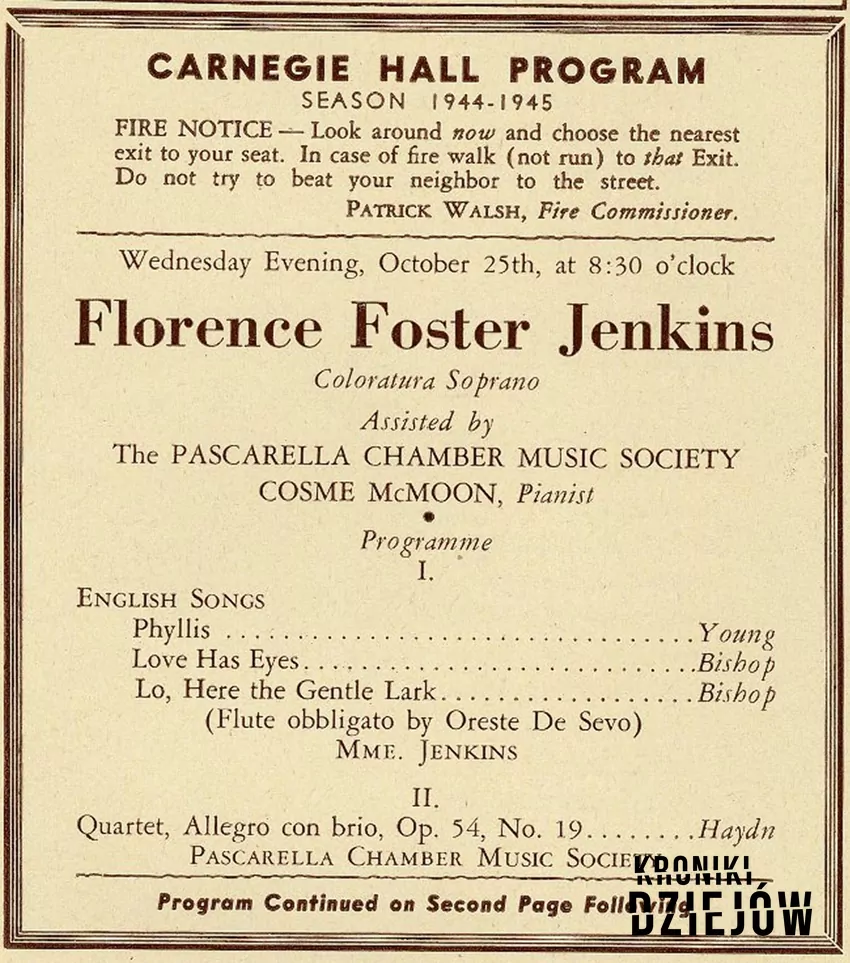 CARNEGIE HALL PROGRAM
SEASON 1944-1945
FIRE NOTICE — Look around now and choose the nearest
exit to your seat. In case of fire walk (not run) to that Exit.
Do not try to beat your neighbor to the street.
PATRICK WALSH, Fire Commissioner.
Wednesday Evening, October 25th, at 8:30 o'clock
Florence Foster Jenkins
Coloratura Soprano
Assisted by
The PASCARELLA CHAMBER MUSIC SOCIETY
COSME McMOON, Pianist
Programme
I.
ENGLISH SONGS
Phyllis ................................Young
Love Has Eyes...........................Bishop
Lo, Here the Gentle Lark.................Bishop
(Flute obbligato by Oreste De Sevo)
MME. JENKINS
II.
Quartet, Allegro con brio, Op. 54, No. 19........Haydn
PASCARELLA CHAMBER MUSIC SOCIETY
Program Continued on Second Page Following
KRONIKI
DZIEJÓW